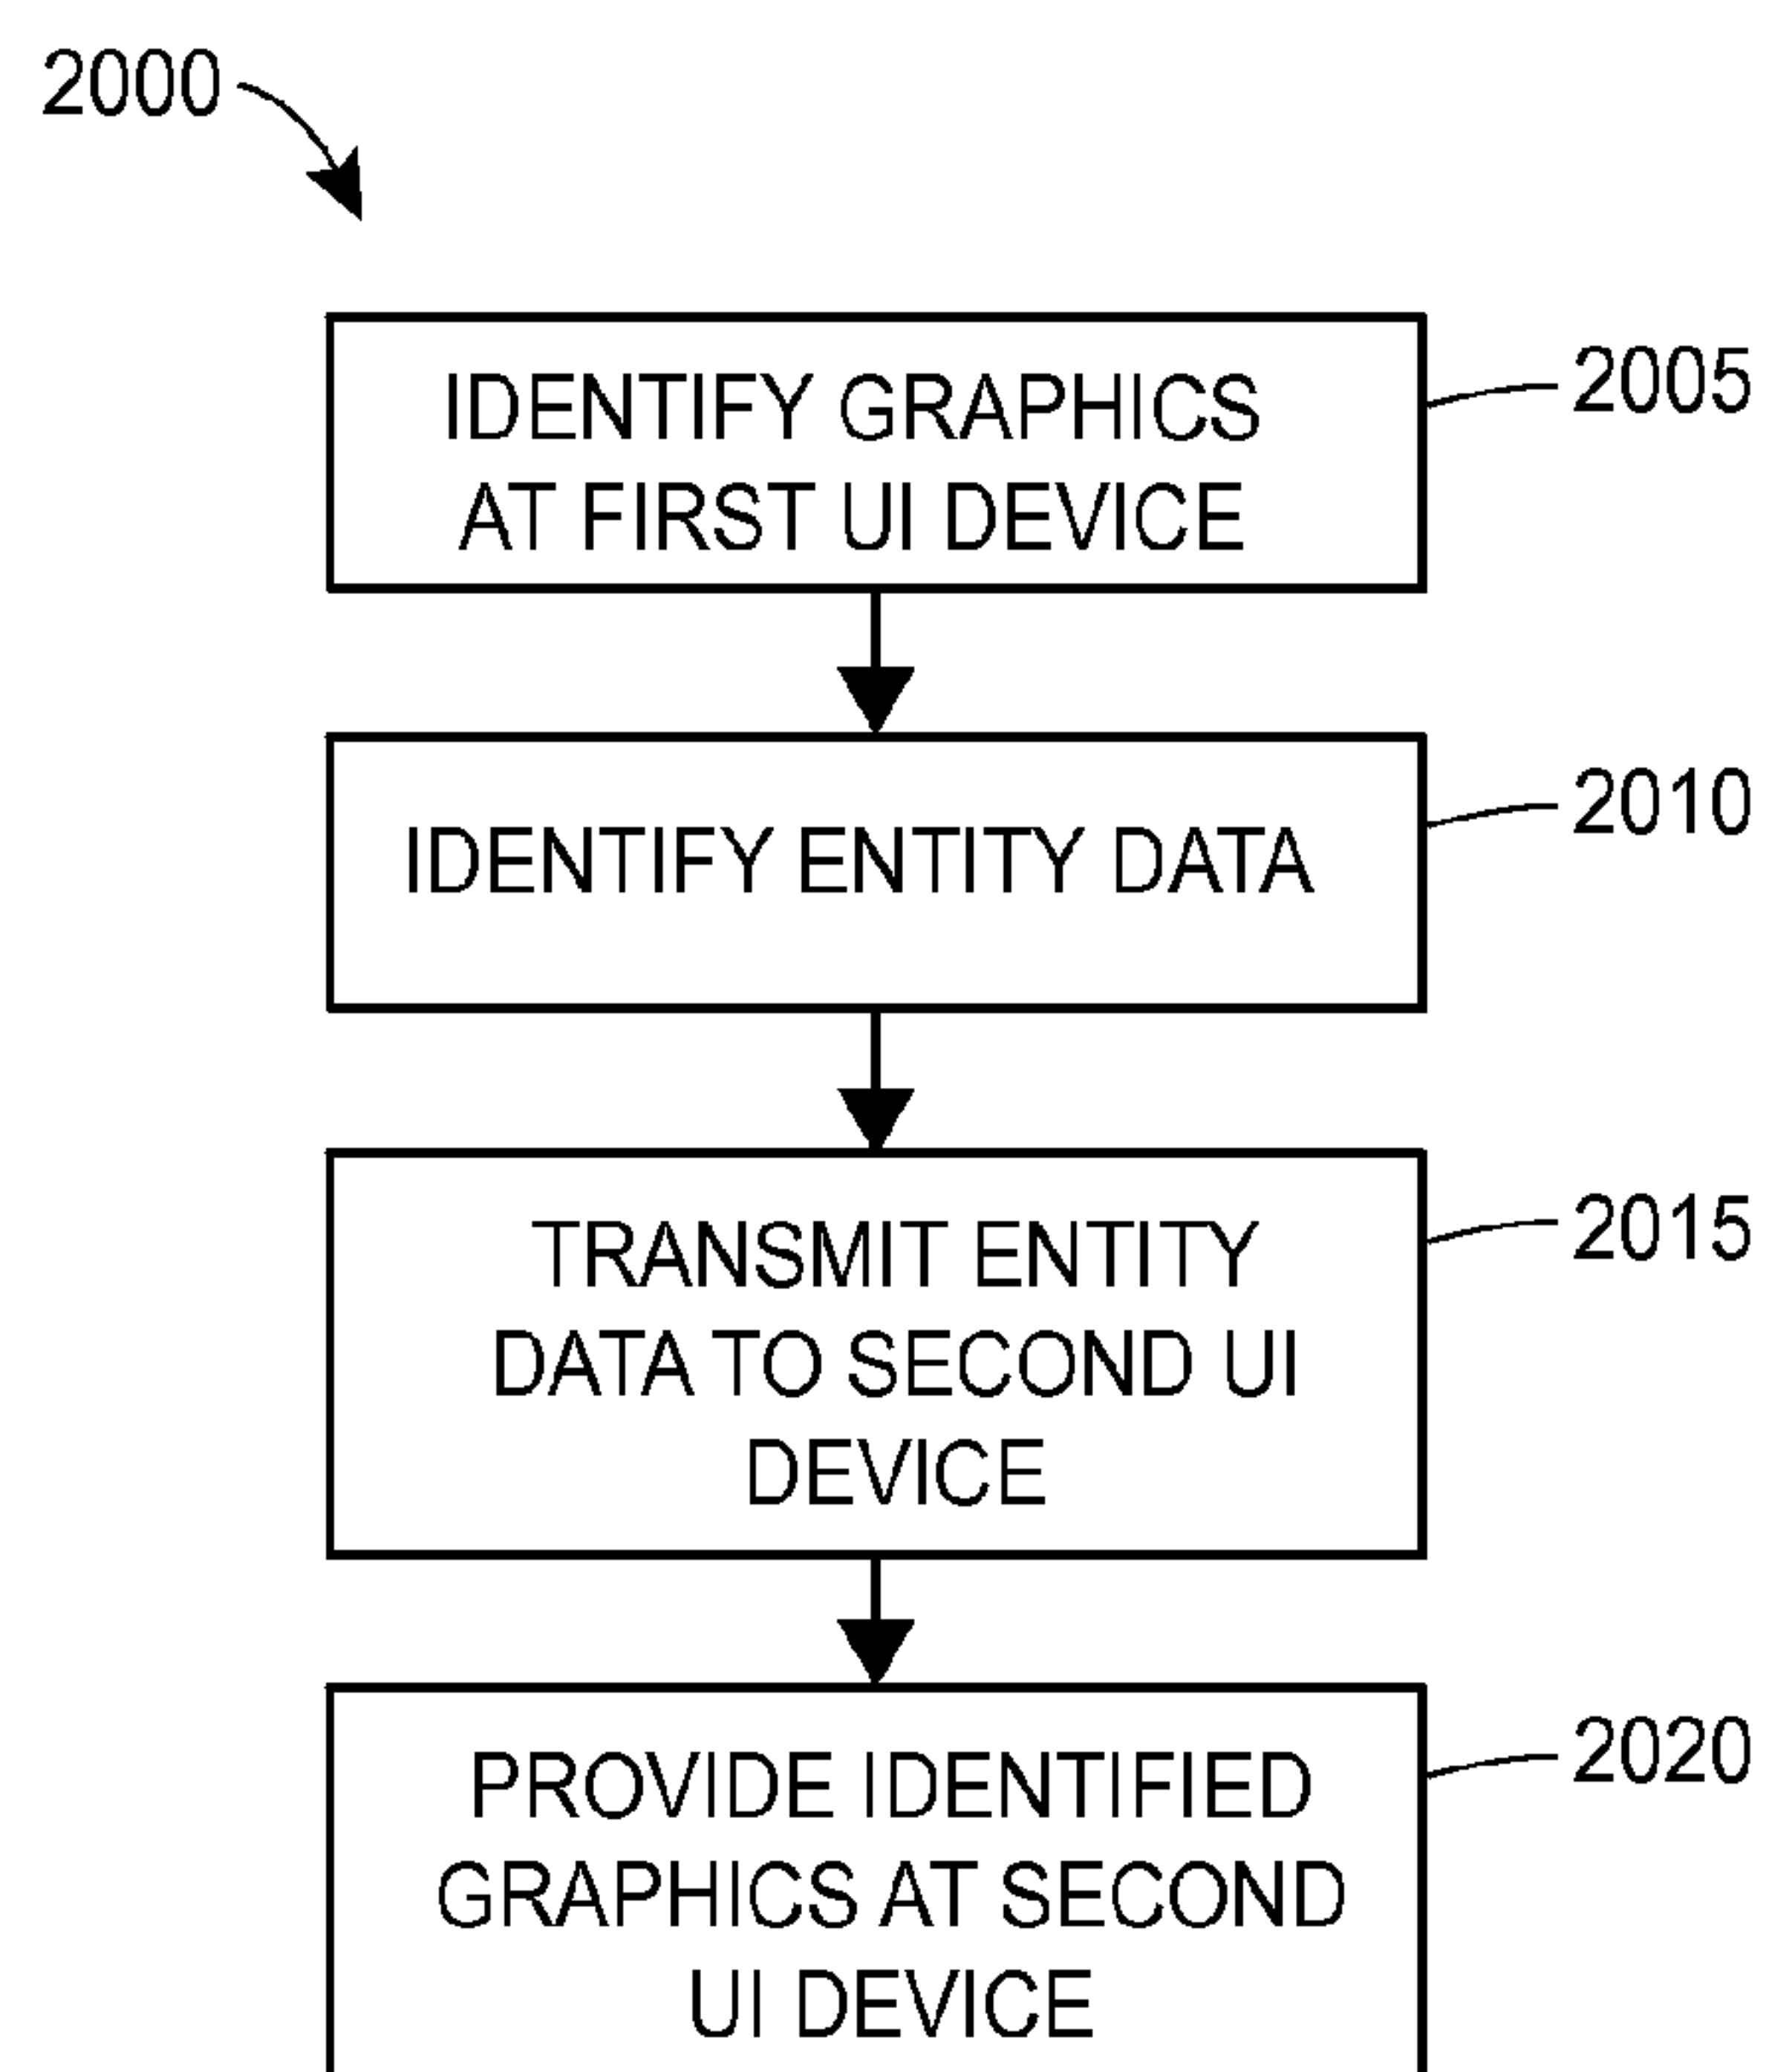 2000
IDENTIFY GRAPHICS
AT FIRST UI DEVICE
2005
IDENTIFY ENTITY DATA
2010
TRANSMIT ENTITY
DATA TO SECOND UI
DEVICE
2015
PROVIDE IDENTIFIED
GRAPHICS AT SECOND
UI DEVICE
2020